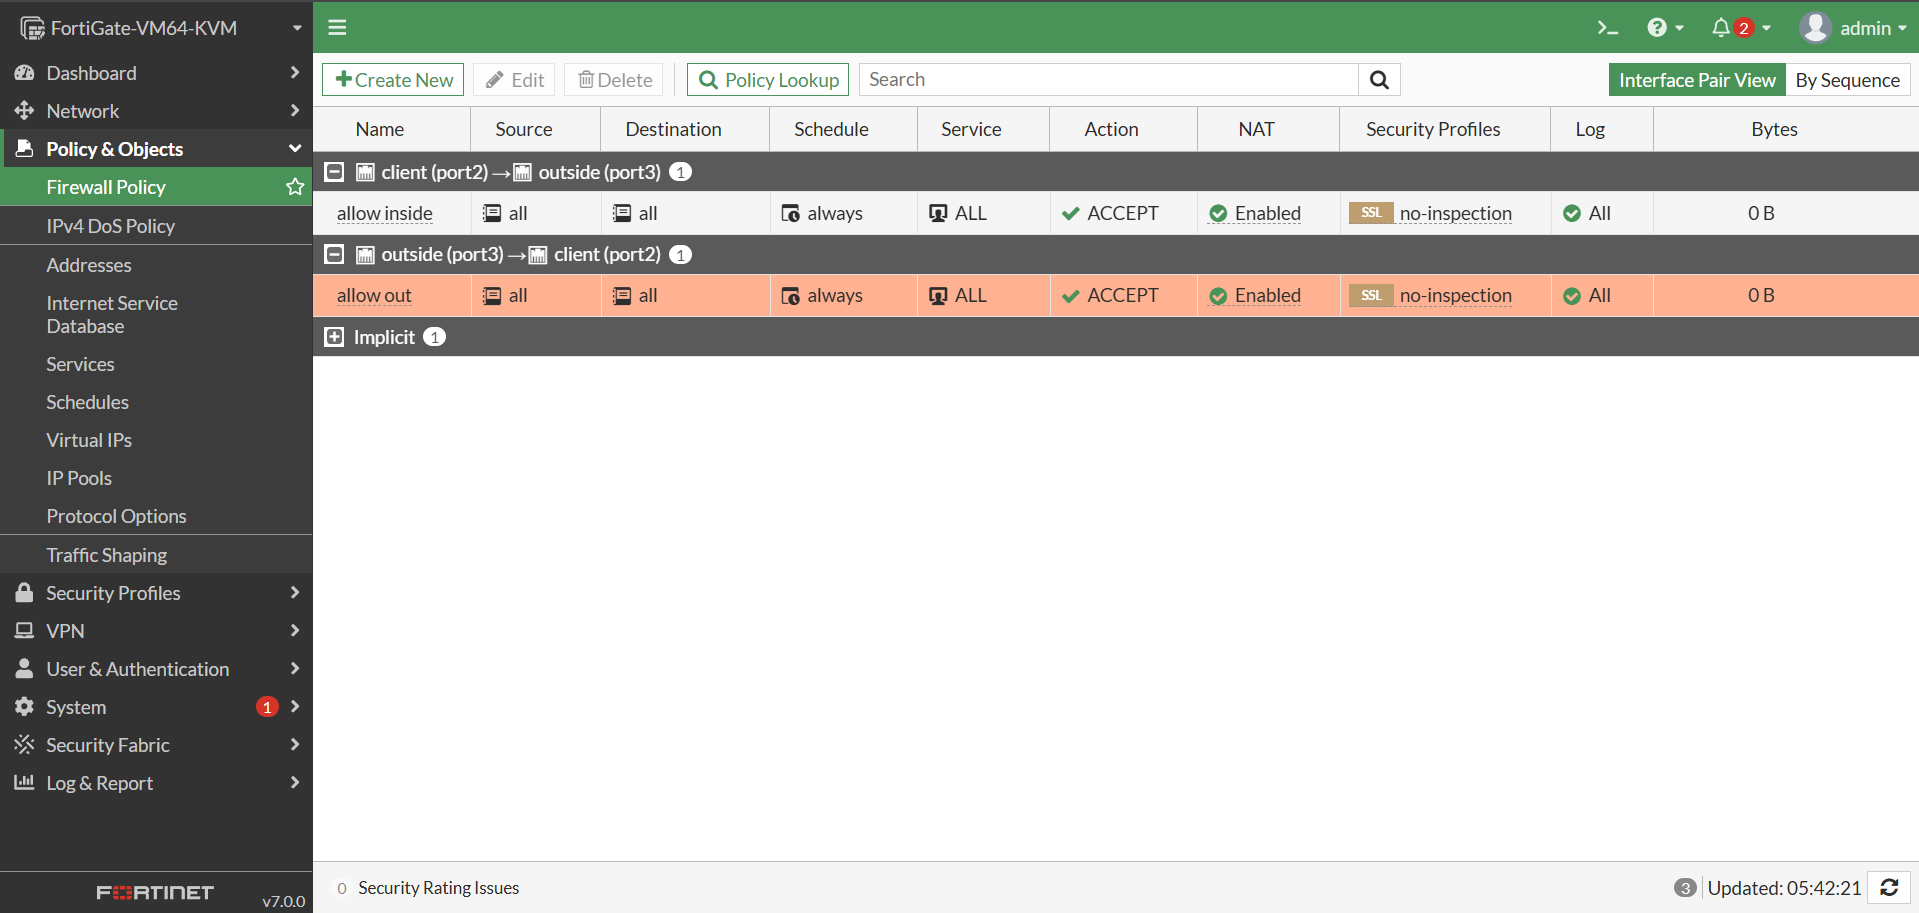 FortiGate-VM64-KVM
Dashboard
Network
Policy & Objects
Firewall Policy
IPv4 DoS Policy
Addresses
Internet Service
Database
Services
Schedules
Virtual IPs
IP Pools
Protocol Options
Traffic Shaping
Security Profiles
VPN
User & Authentication
System 1
Security Fabric
Log & Report
FORTINET v7.0.0
>_ ? 2 admin
+Create New Edit Delete Policy Lookup Search Interface Pair View By Sequence
Name Source Destination Schedule Service Action NAT Security Profiles Log Bytes
client (port2) → outside (port3) 1
allow inside all all always ALL ACCEPT Enabled SSL no-inspection All 0 B
outside (port3) → client (port2) 1
allow out all all always ALL ACCEPT Enabled SSL no-inspection All 0 B
Implicit 1
0 Security Rating Issues 3 Updated: 05:42:21